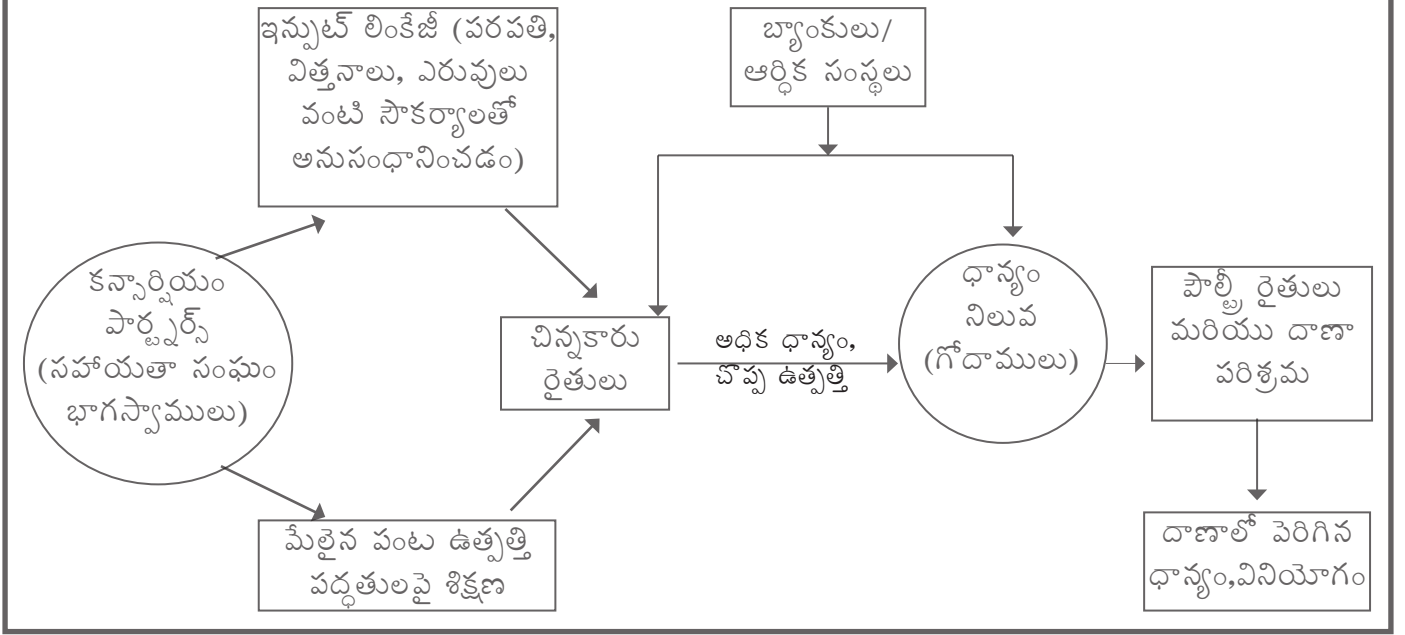 ఇన్పుట్ లింకేజీ (పరపతి,
విత్తనాలు, ఎరువులు
వంటి సౌకర్యాలతో
అనుసంధానించడం)
బ్యాంకులు/
ఆర్ధిక సంస్థలు
కన్సార్షియం
పార్ట్నర్స్
(సహాయతా సంఘం
భాగస్వాములు)
చిన్నకారు
రైతులు
అధిక ధాన్యం,
చొప్ప ఉత్పత్తి
ధాన్యం
నిలువ
(గోదాములు)
పౌల్ట్రీ రైతులు
మరియు దాణా
పరిశ్రమ
మేలైన పంట ఉత్పత్తి
పద్ధతులపై శిక్షణ
దాణాలో పెరిగిన
ధాన్యం,వినియోగం